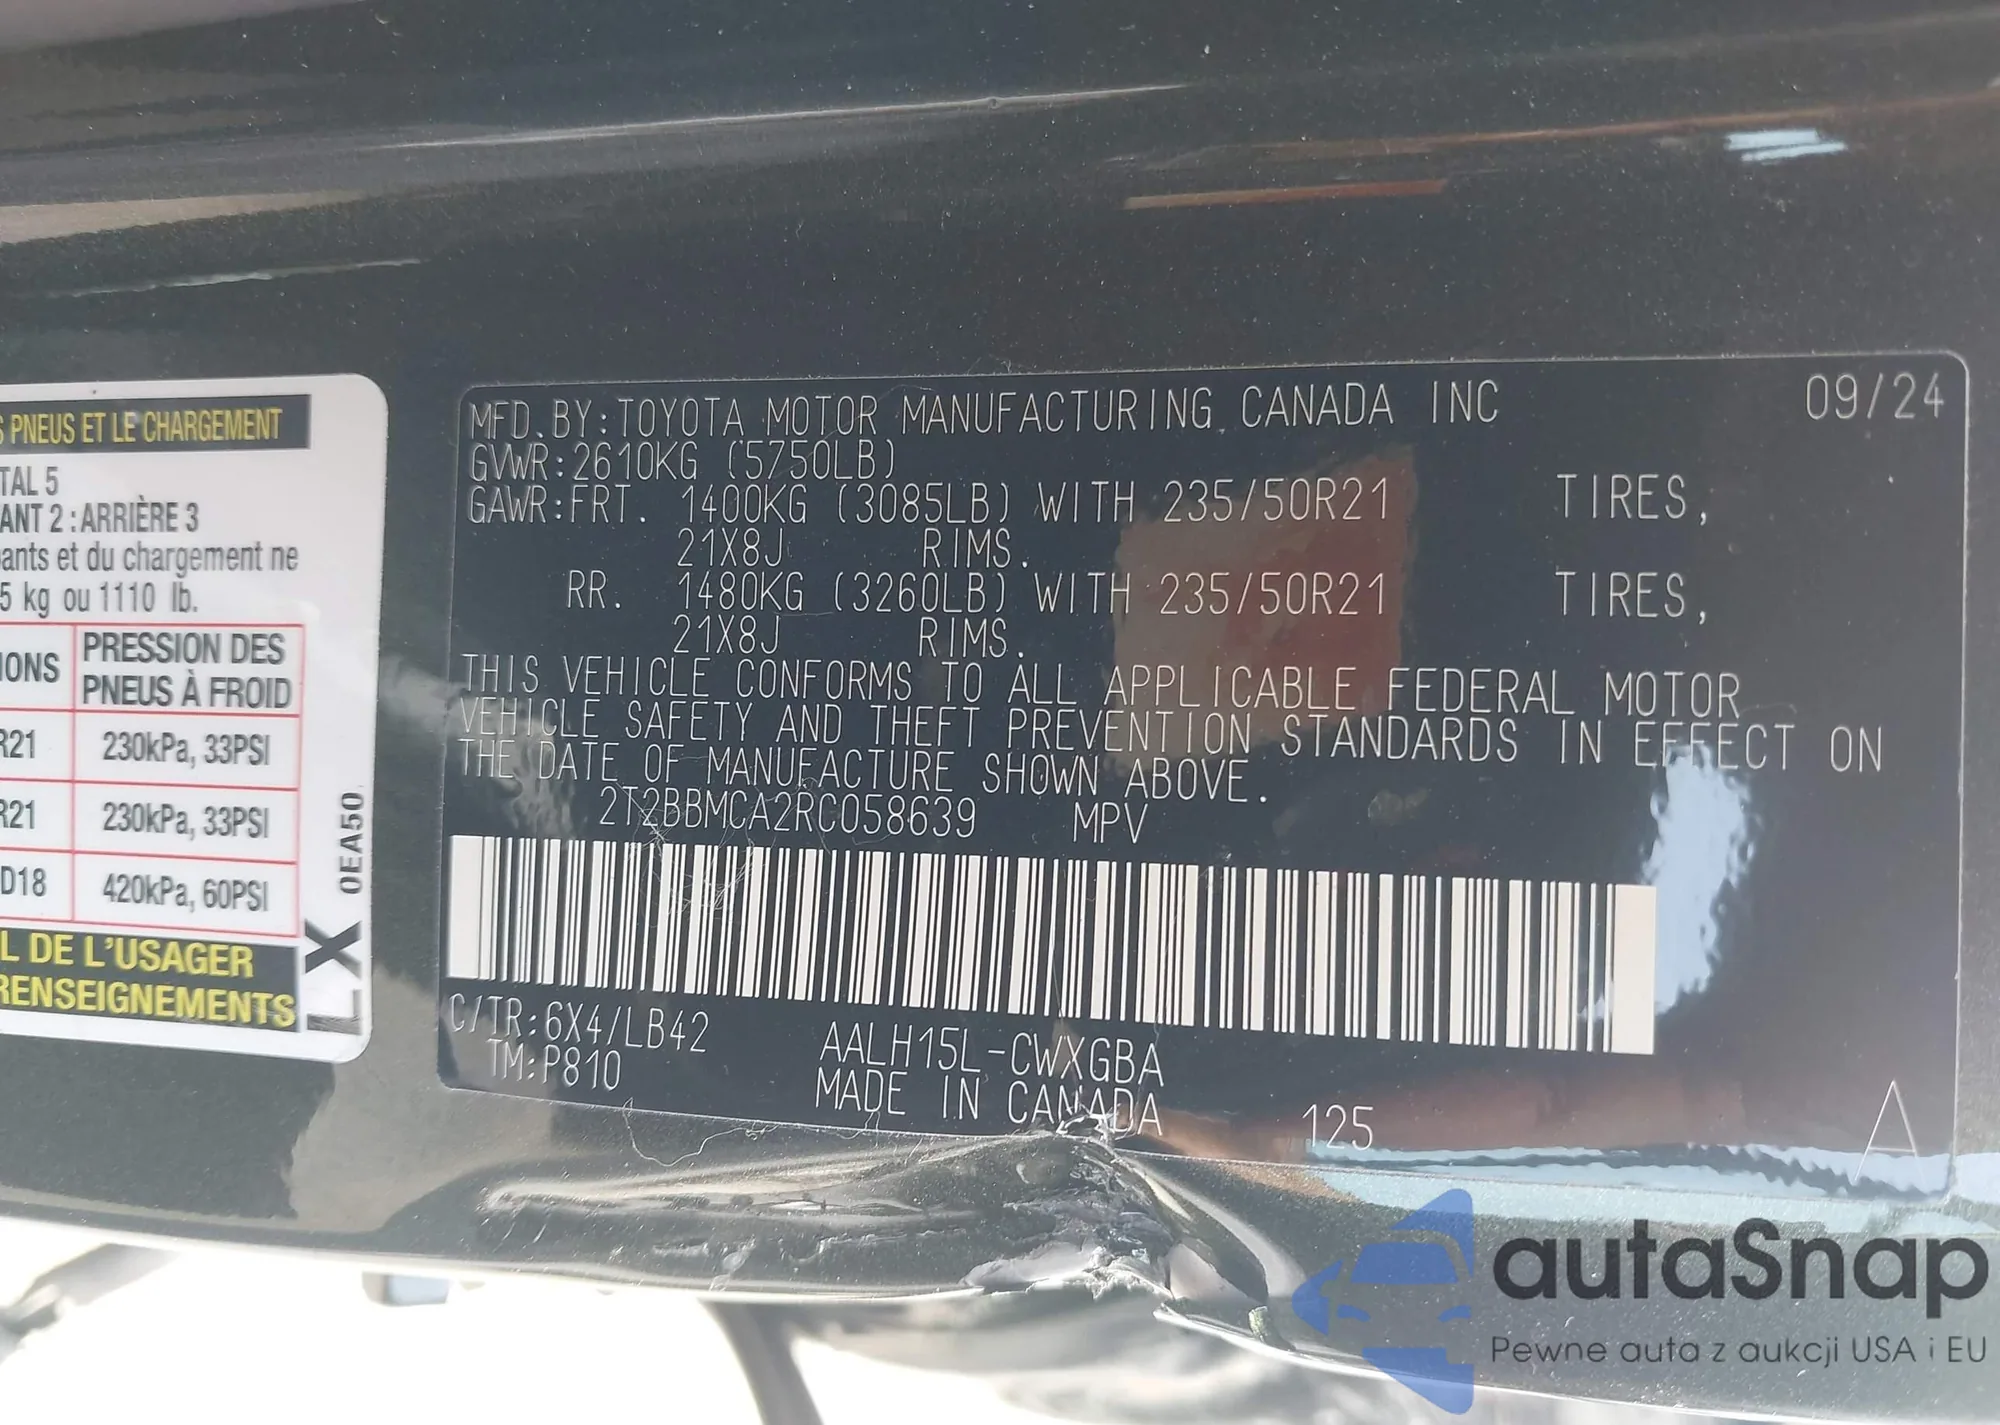 S PNEUS ET LE CHARGEMENT
TAL 5
ANT 2 : ARRIÈRE 3
pants et du chargement ne
5 kg ou 1110 lb.
IONS PRESSION DES
PNEUS À FROID
R21 230kPa, 33PSI
R21 230kPa, 33PSI
D18 420kPa, 60PSI
L DE L'USAGER
RENSEIGNEMENTS
LX 0EA50
MFD. BY: TOYOTA MOTOR MANUFACTURING CANADA INC 09/24
GVWR: 2610KG (5750LB)
GAWR: FRT. 1400KG (3085LB) WITH 235/50R21 TIRES,
21X8J RIMS.
RR. 1480KG (3260LB) WITH 235/50R21 TIRES,
21X8J RIMS.
THIS VEHICLE CONFORMS TO ALL APPLICABLE FEDERAL MOTOR
VEHICLE SAFETY AND THEFT PREVENTION STANDARDS IN EFFECT ON
THE DATE OF MANUFACTURE SHOWN ABOVE.
2T2BBMCA2RC058639 MPV
C/TR: 6X4/LB42 AALH15L-CWXGBA
TM: P810 MADE IN CANADA 125 A
autaSnap
Pewne auta z aukcji USA i EU